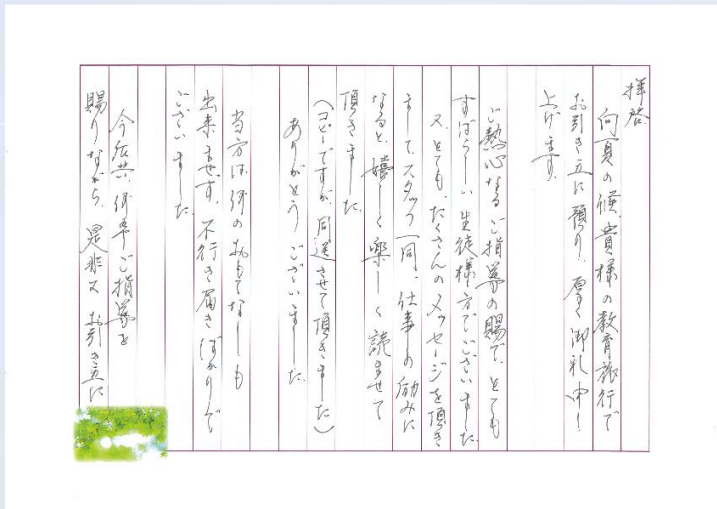 拝啓
向夏の候、貴様の教育旅行で
お引き立に預り、厚く御礼申し
上げます。
ご熱心なるご指導の賜で、とても
すばらしい生徒様方でございました。
又、とても、たくさんのメッセージを頂き
まして、スタッフ一同、仕事の励みに
なると、嬉しく楽しく読ませて
頂きました。
(コピーですが、同送させて頂きました)
ありがとうございいました。
当方は何のおもてなしも
出来ませず、不行き届きばかりで
ございました。
今後共、何卒ご指導を
賜りながら、是非又お引き立に